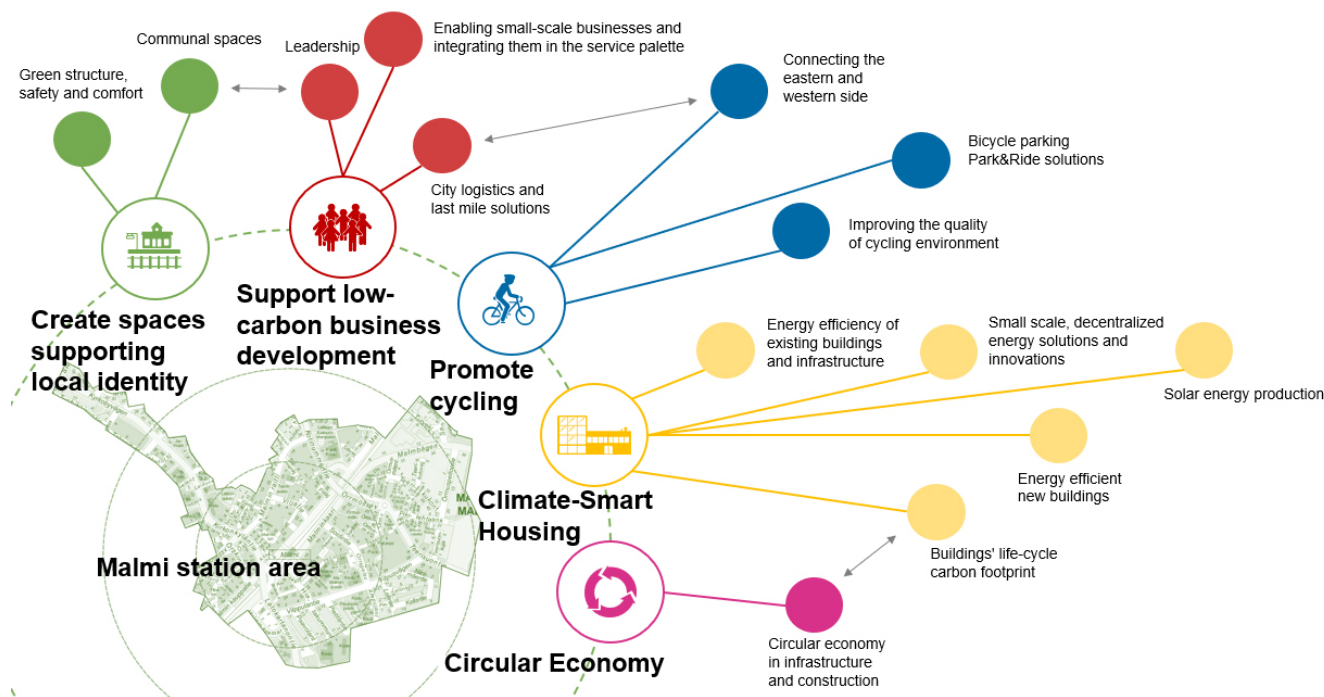 Communal spaces
Green structure,
safety and comfort
Leadership
Enabling small-scale businesses and
integrating them in the service palette
City logistics and
last mile solutions
Connecting the
eastern and
western side
Bicycle parking
Park&Ride solutions
Improving the quality
of cycling environment
Create spaces
supporting
local identity
Support low-
carbon business
development
Promote
cycling
Energy efficiency of
existing buildings
and infrastructure
Small scale, decentralized
energy solutions and
innovations
Solar energy production
Energy efficient
new buildings
Climate-Smart
Housing
Buildings' life-cycle
carbon footprint
Malmi station area
Malmi
Circular Economy
Circular economy
in infrastructure
and construction